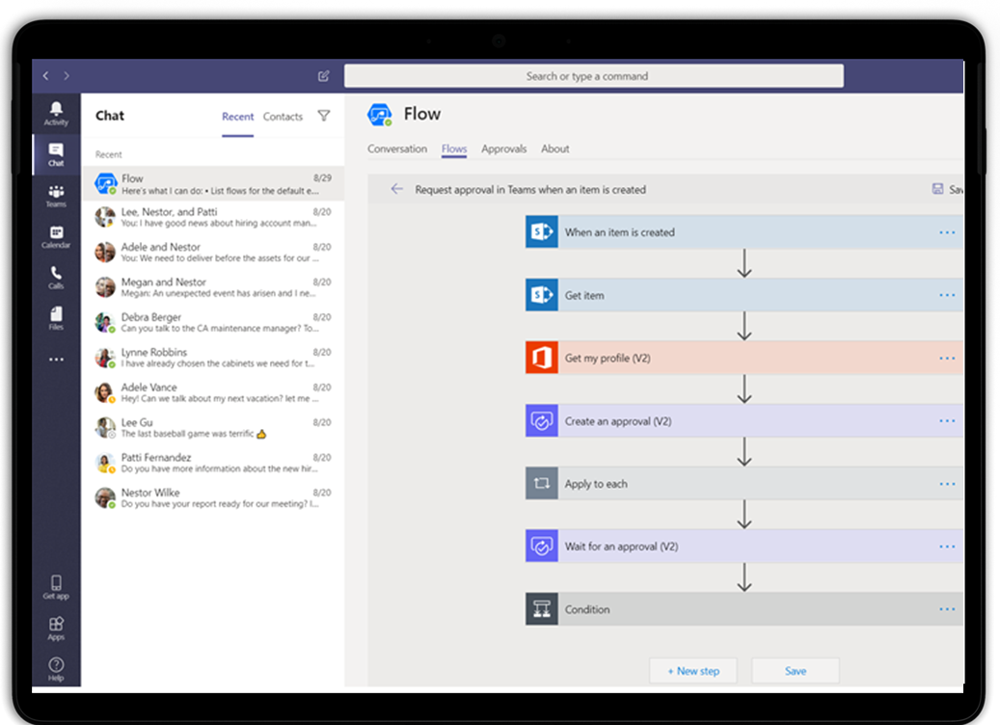 Search or type a command
Activity
Chat
Teams
Calendar
Calls
Files
Get app
Apps
Help
Chat
Recent
Contacts
Recent
Flow 8/29
Here's what I can do: • List flows for the default e...
Lee, Nestor, and Patti 8/20
You: I have good news about hiring account man...
Adele and Nestor 8/20
You: We need to deliver before the assets for our ...
Megan and Nestor 8/20
Megan: An unexpected event has arisen and I ne...
Debra Berger 8/20
Can you talk to the CA maintenance manager? To...
Lynne Robbins 8/20
I have already chosen the cabinets we need for t...
Adele Vance 8/20
Hey! Can we talk about my next vacation? let me ...
Lee Gu 8/20
The last baseball game was terrific 👍
Patti Fernandez 8/20
Do you have more information about the new hir...
Nestor Wilke 8/20
Do you have your report ready for our meeting? I...
Flow
Conversation Flows Approvals About
Request approval in Teams when an item is created
Sav
When an item is created
Get item
Get my profile (V2)
Create an approval (V2)
Apply to each
Wait for an approval (V2)
Condition
+ New step
Save